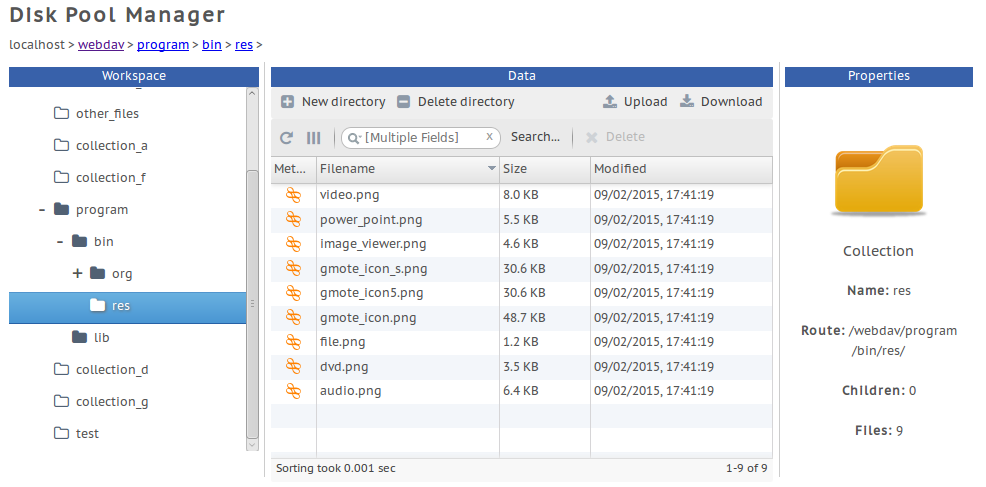 Disk Pool Manager
localhost > webdav > program > bin > res >
Workspace
other_files
collection_a
collection_f
- program
- bin
+ org
res
lib
collection_d
collection_g
test
Data
New directory Delete directory Upload Download
[Multiple Fields] X Search... Delete
Met... Filename Size Modified
video.png 8.0 KB 09/02/2015, 17:41:19
power_point.png 5.5 KB 09/02/2015, 17:41:19
image_viewer.png 4.6 KB 09/02/2015, 17:41:19
gmote_icon_s.png 30.6 KB 09/02/2015, 17:41:19
gmote_icon5.png 30.6 KB 09/02/2015, 17:41:19
gmote_icon.png 48.7 KB 09/02/2015, 17:41:19
file.png 1.2 KB 09/02/2015, 17:41:19
dvd.png 3.5 KB 09/02/2015, 17:41:19
audio.png 6.4 KB 09/02/2015, 17:41:19
Sorting took 0.001 sec 1-9 of 9
Properties
Collection
Name: res
Route: /webdav/program
/bin/res/
Children: 0
Files: 9